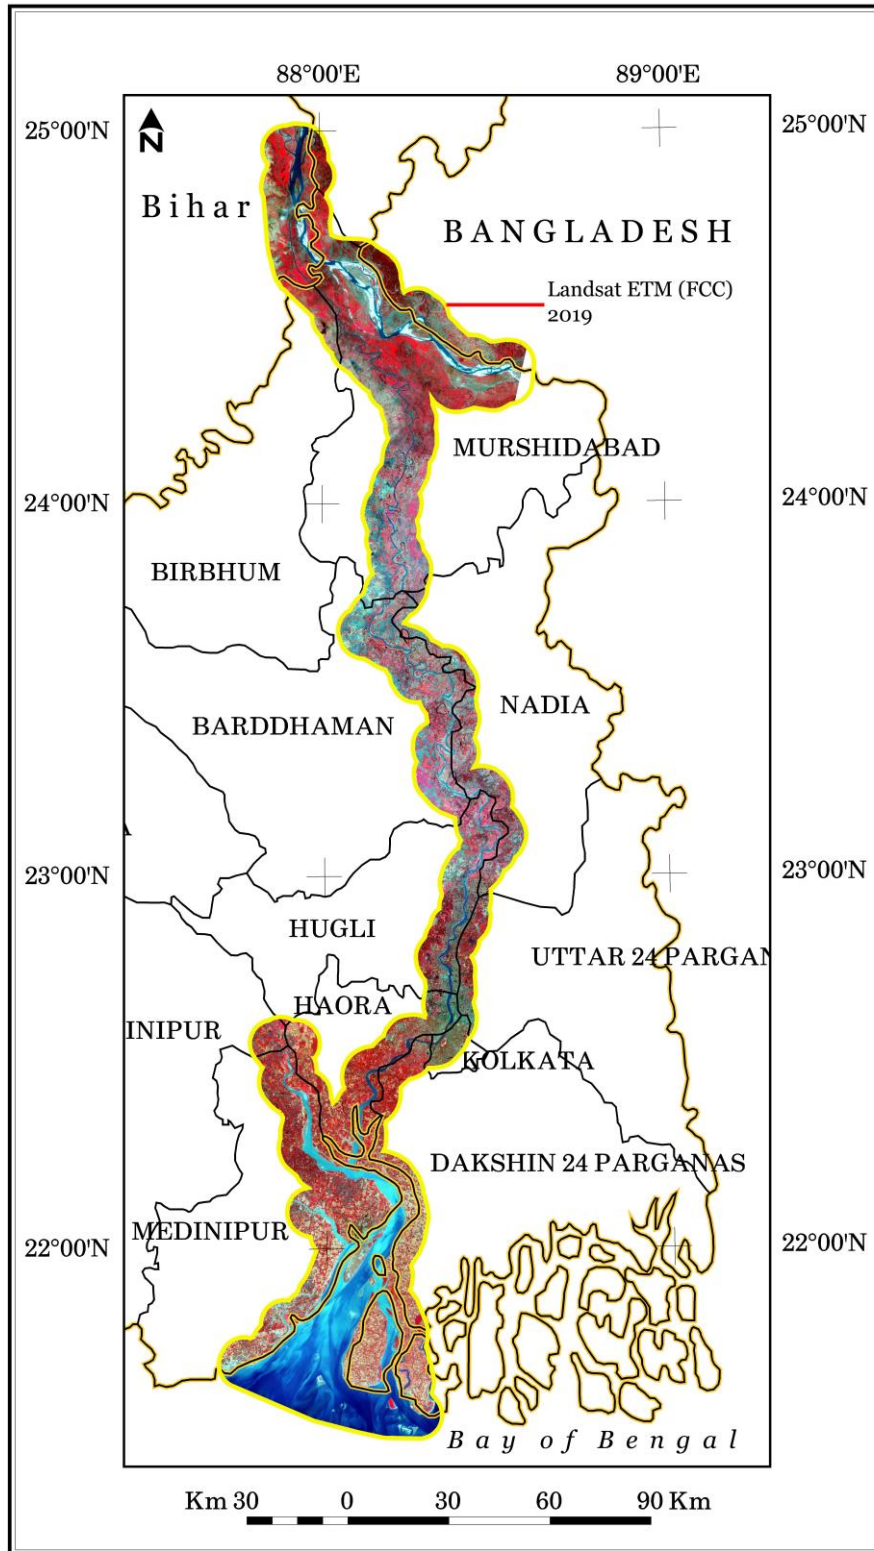 88°00'E 89°00'E
25°00'N 25°00'N
N
Bihar
BANGLADESH
Landsat ETM (FCC)
2019
MURSHIDABAD
24°00'N 24°00'N
BIRBHUM
NADIA
BARDDHAMAN
A
23°00'N 23°00'N
HUGLI
UTTAR 24 PARGAN
HAORA
INIPUR
KOLKATA
DAKSHIN 24 PARGANAS
MEDINIPUR
22°00'N 22°00'N
Bay of Bengal
Km 30 0 30 60 90 Km